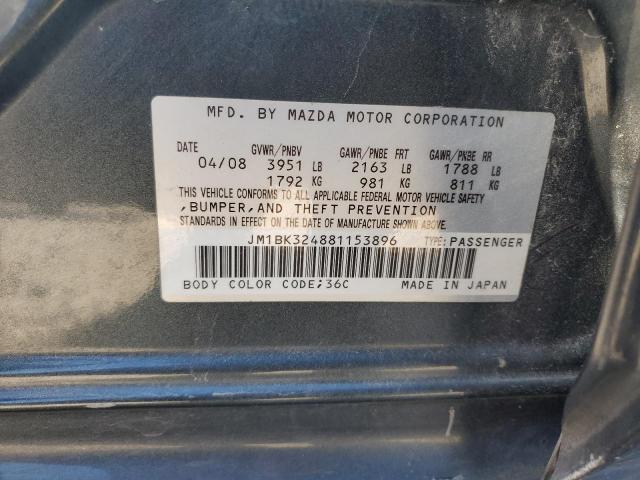 MFD. BY MAZDA MOTOR CORPORATION
DATE GVWR/PNBV GAWR/PNBE FRT GAWR/PNBE RR
04/08 3951 LB 2163 LB 1788 LB
1792 KG 981 KG 811 KG
THIS VEHICLE CONFORMS TO ALL APPLICABLE FEDERAL MOTOR VEHICLE SAFETY
,BUMPER,AND THEFT PREVENTION
STANDARDS IN EFFECT ON THE DATE OF MANUFACTURE SHOWN ABOVE.
JM1BK324881153896 TYPE:PASSENGER
BODY COLOR CODE;36C MADE IN JAPAN